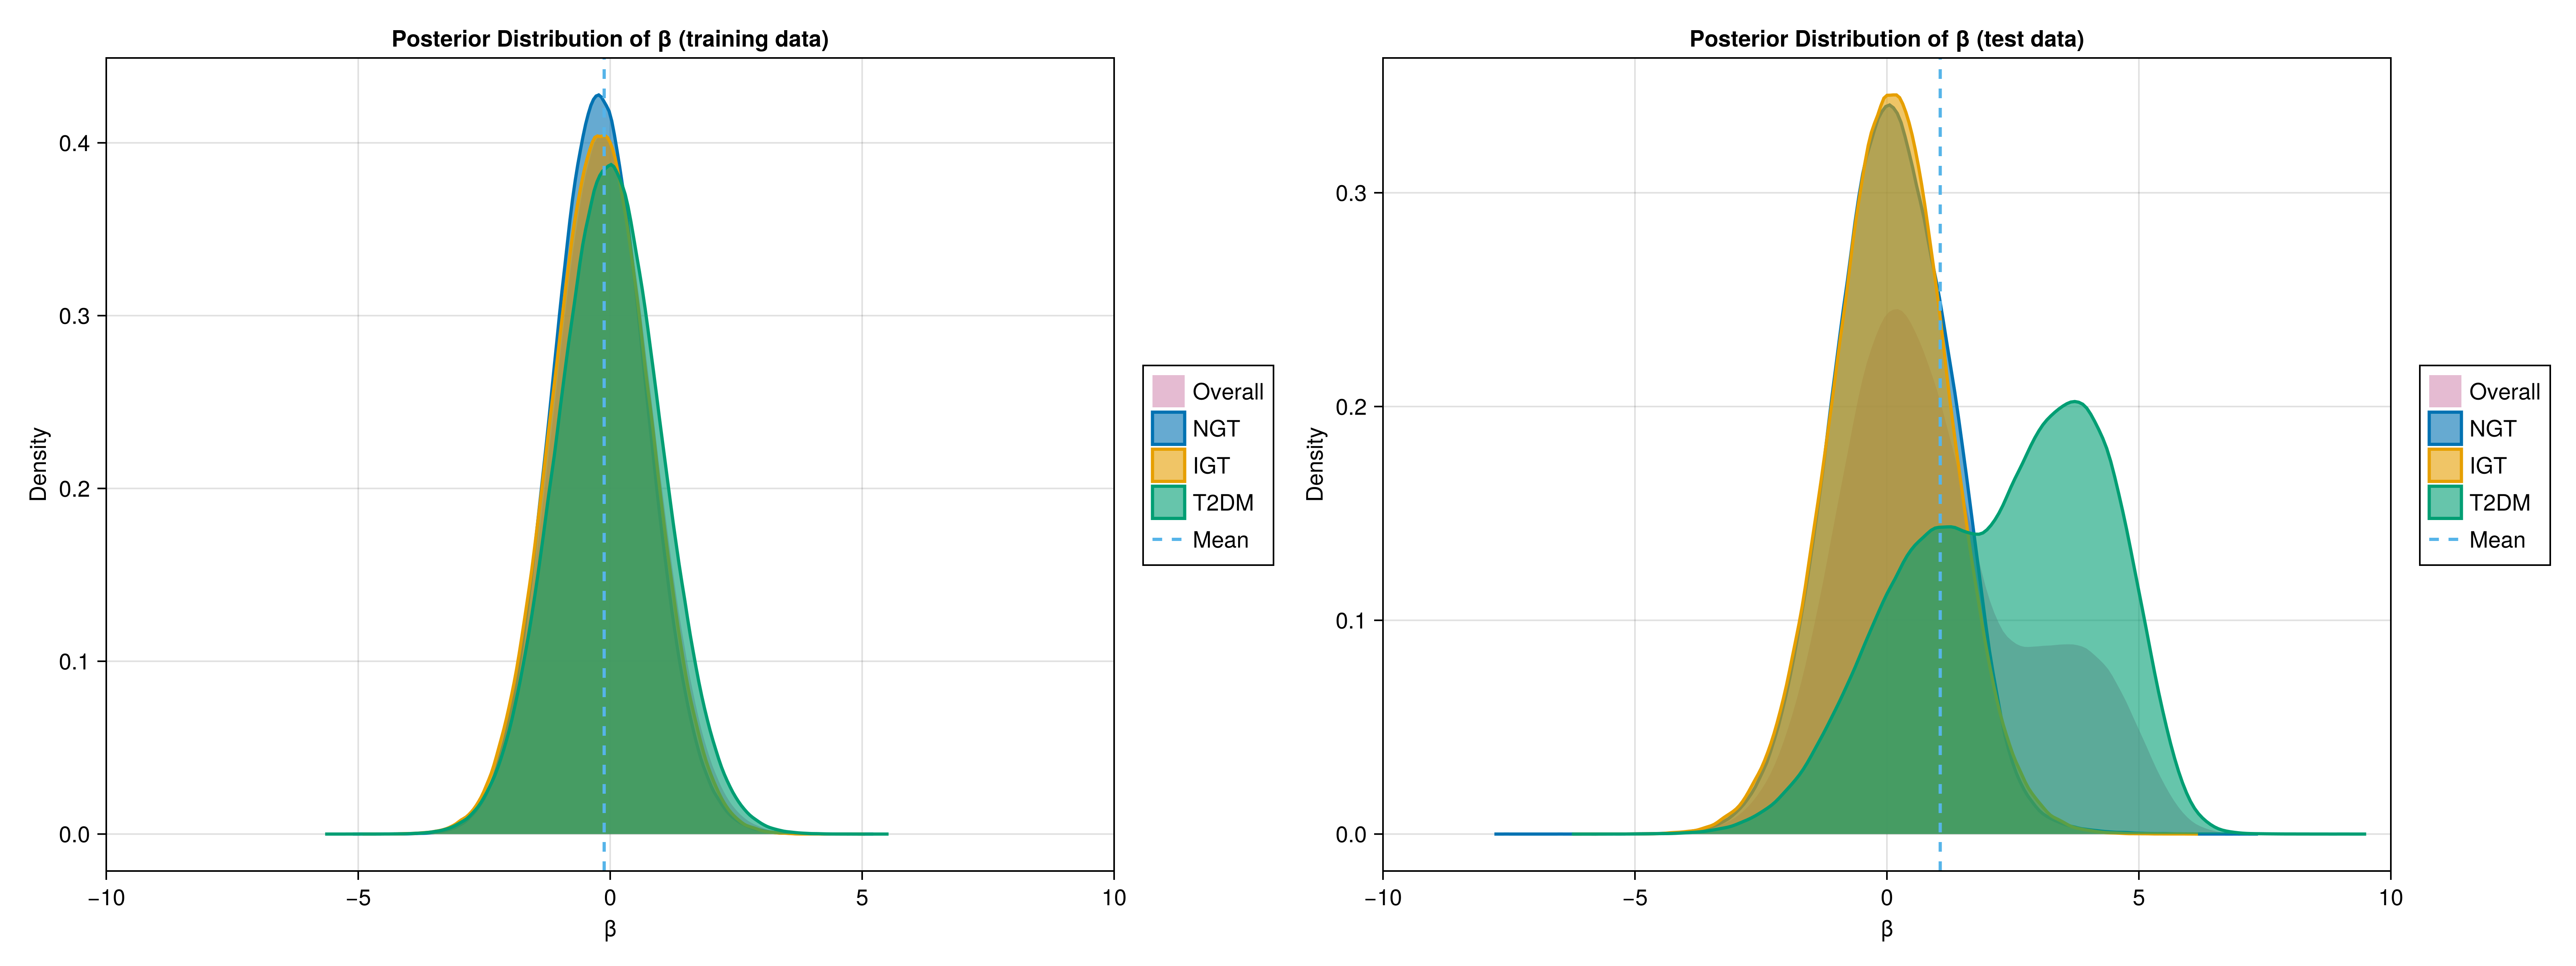 Posterior Distribution of β (training data)
0.4
0.3
0.2
0.1
0.0
Density
−10
−5
0
5
10
β
Overall
NGT
IGT
T2DM
Mean
Posterior Distribution of β (test data)
0.3
0.2
0.1
0.0
Density
−10
−5
0
5
10
β
Overall
NGT
IGT
T2DM
Mean